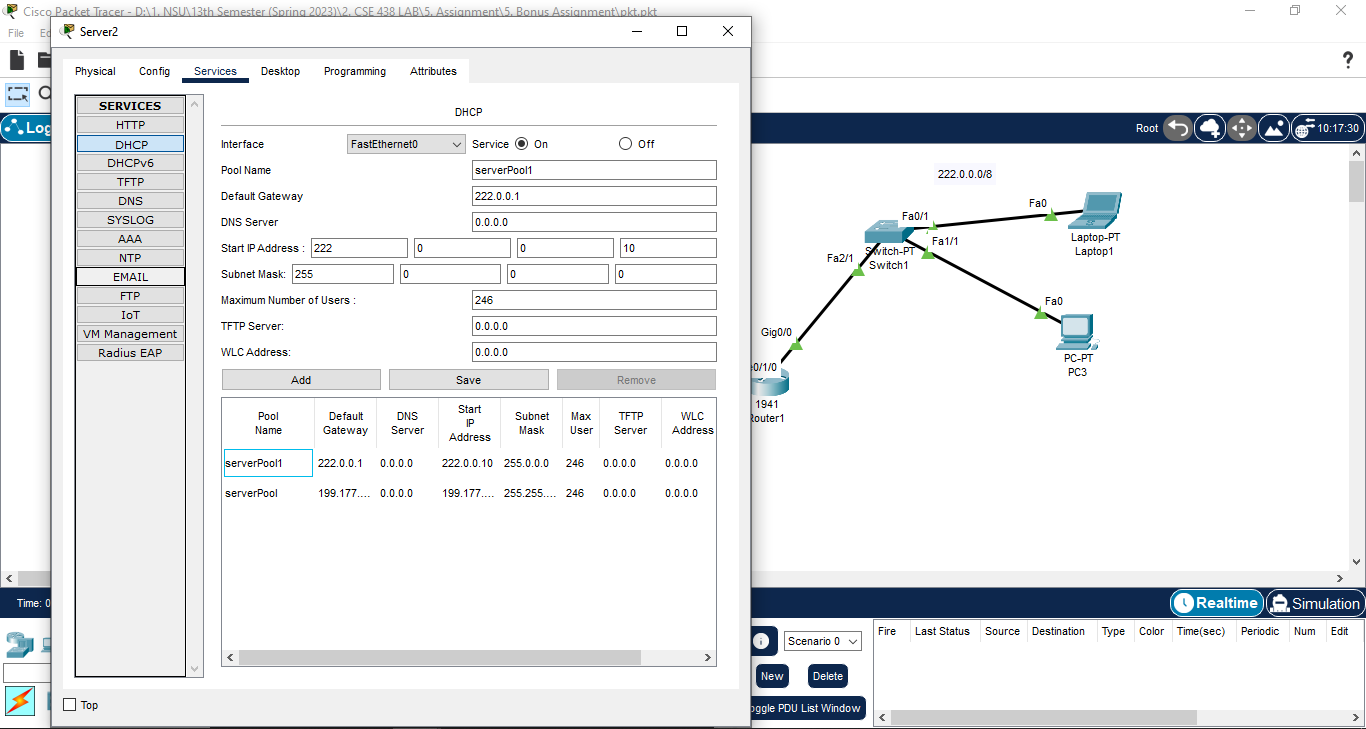 Cisco Packet Tracer - D:\1. NSU\13th Semester (Spring 2023)\2. CSE 438 LAB\5. Assignment\5. Bonus Assignment\pkt.pkt
File
Server2
Physical Config Services Desktop Programming Attributes
SERVICES
HTTP
DHCP
DHCPv6
TFTP
DNS
SYSLOG
AAA
NTP
EMAIL
FTP
IoT
VM Management
Radius EAP
DHCP
Interface FastEthernet0 Service On Off
Pool Name serverPool1
Default Gateway 222.0.0.1
DNS Server 0.0.0.0
Start IP Address : 222 0 0 10
Subnet Mask: 255 0 0 0
Maximum Number of Users : 246
TFTP Server: 0.0.0.0
WLC Address: 0.0.0.0
Add Save Remove
Pool Name Default Gateway DNS Server Start IP Address Subnet Mask Max User TFTP Server WLC Address
serverPool1 222.0.0.1 0.0.0.0 222.0.0.10 255.0.0.0 246 0.0.0.0 0.0.0.0
serverPool 199.177.... 0.0.0.0 199.177.... 255.255.... 246 0.0.0.0 0.0.0.0
Top
?
Log
Root 10:17:30
222.0.0.0/8
Fa0/1
Fa0
Laptop-PT
Laptop1
Fa1/1
Switch-PT
Switch1
Fa2/1
Fa0
PC-PT
PC3
Gig0/0
0/1/0
1941
Router1
Time: 0
Realtime Simulation
Scenario 0
New Delete
oggle PDU List Window
Fire Last Status Source Destination Type Color Time(sec) Periodic Num Edit